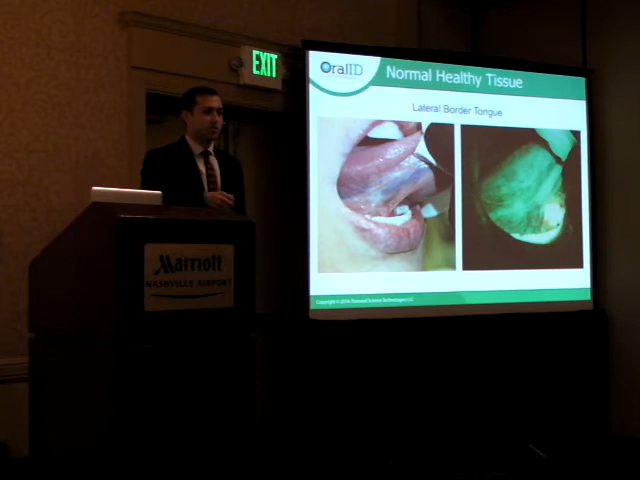 EXIT
OralID
Normal Healthy Tissue
Lateral Border Tongue
Marriott
NASHVILLE AIRPORT